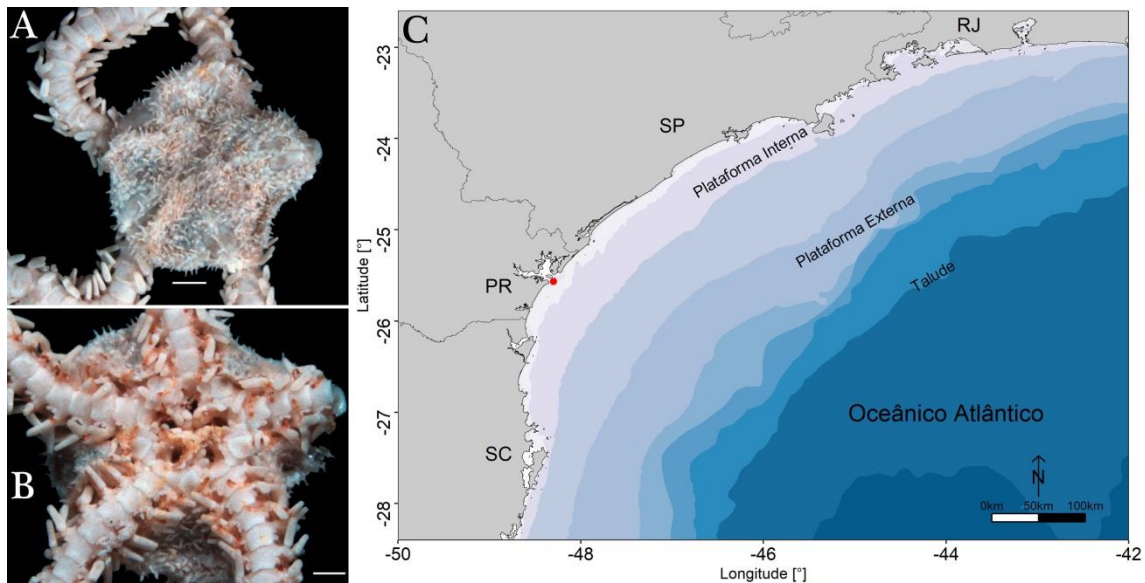 A
B
C
RJ
SP
PR
SC
Plataforma Interna
Plataforma Externa
Talude
Oceânico Atlântico
N
0km 50km 100km
Latitude [°]
-23
-24
-25
-26
-27
-28
-50 -48 -46 -44 -42
Longitude [°]